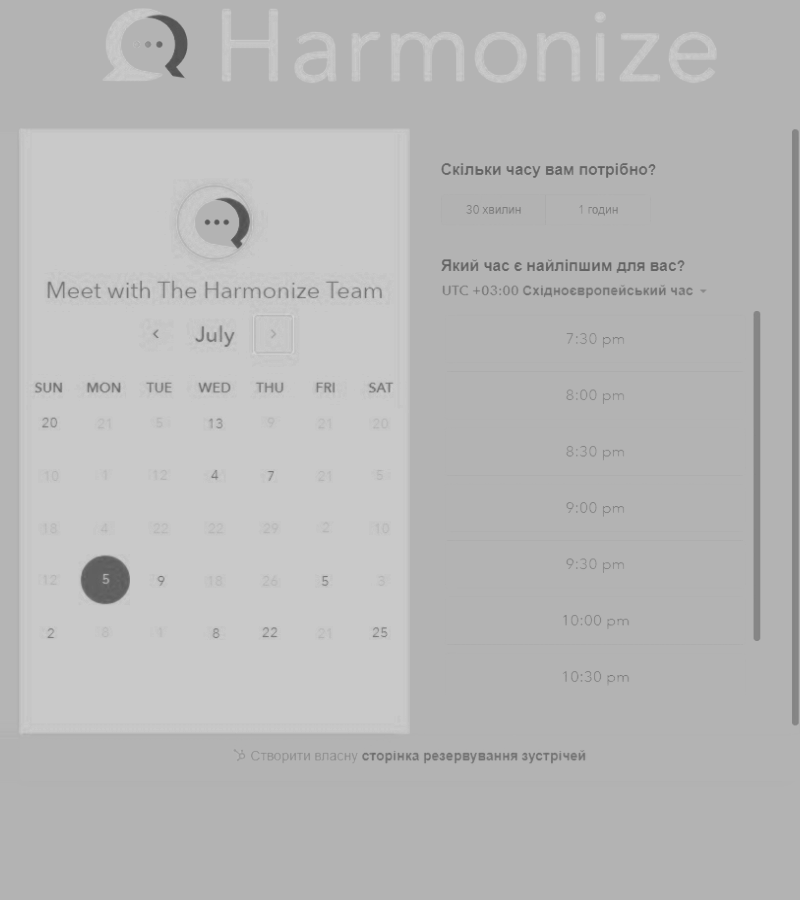 Harmonize
Meet with The Harmonize Team
July
SUN MON TUE WED THU FRI SAT
20 21 5 13 9 21 20
10 1 12 4 7 21 5
18 4 22 22 29 2 10
12 5 9 18 26 5 3
2 8 1 8 22 21 25
Скільки часу вам потрібно?
30 хвилин 1 годин
Який час є найліпшим для вас?
UTC +03:00 Східноєвропейський час
7:30 pm
8:00 pm
8:30 pm
9:00 pm
9:30 pm
10:00 pm
10:30 pm
Створити власну сторінка резервування зустрічей